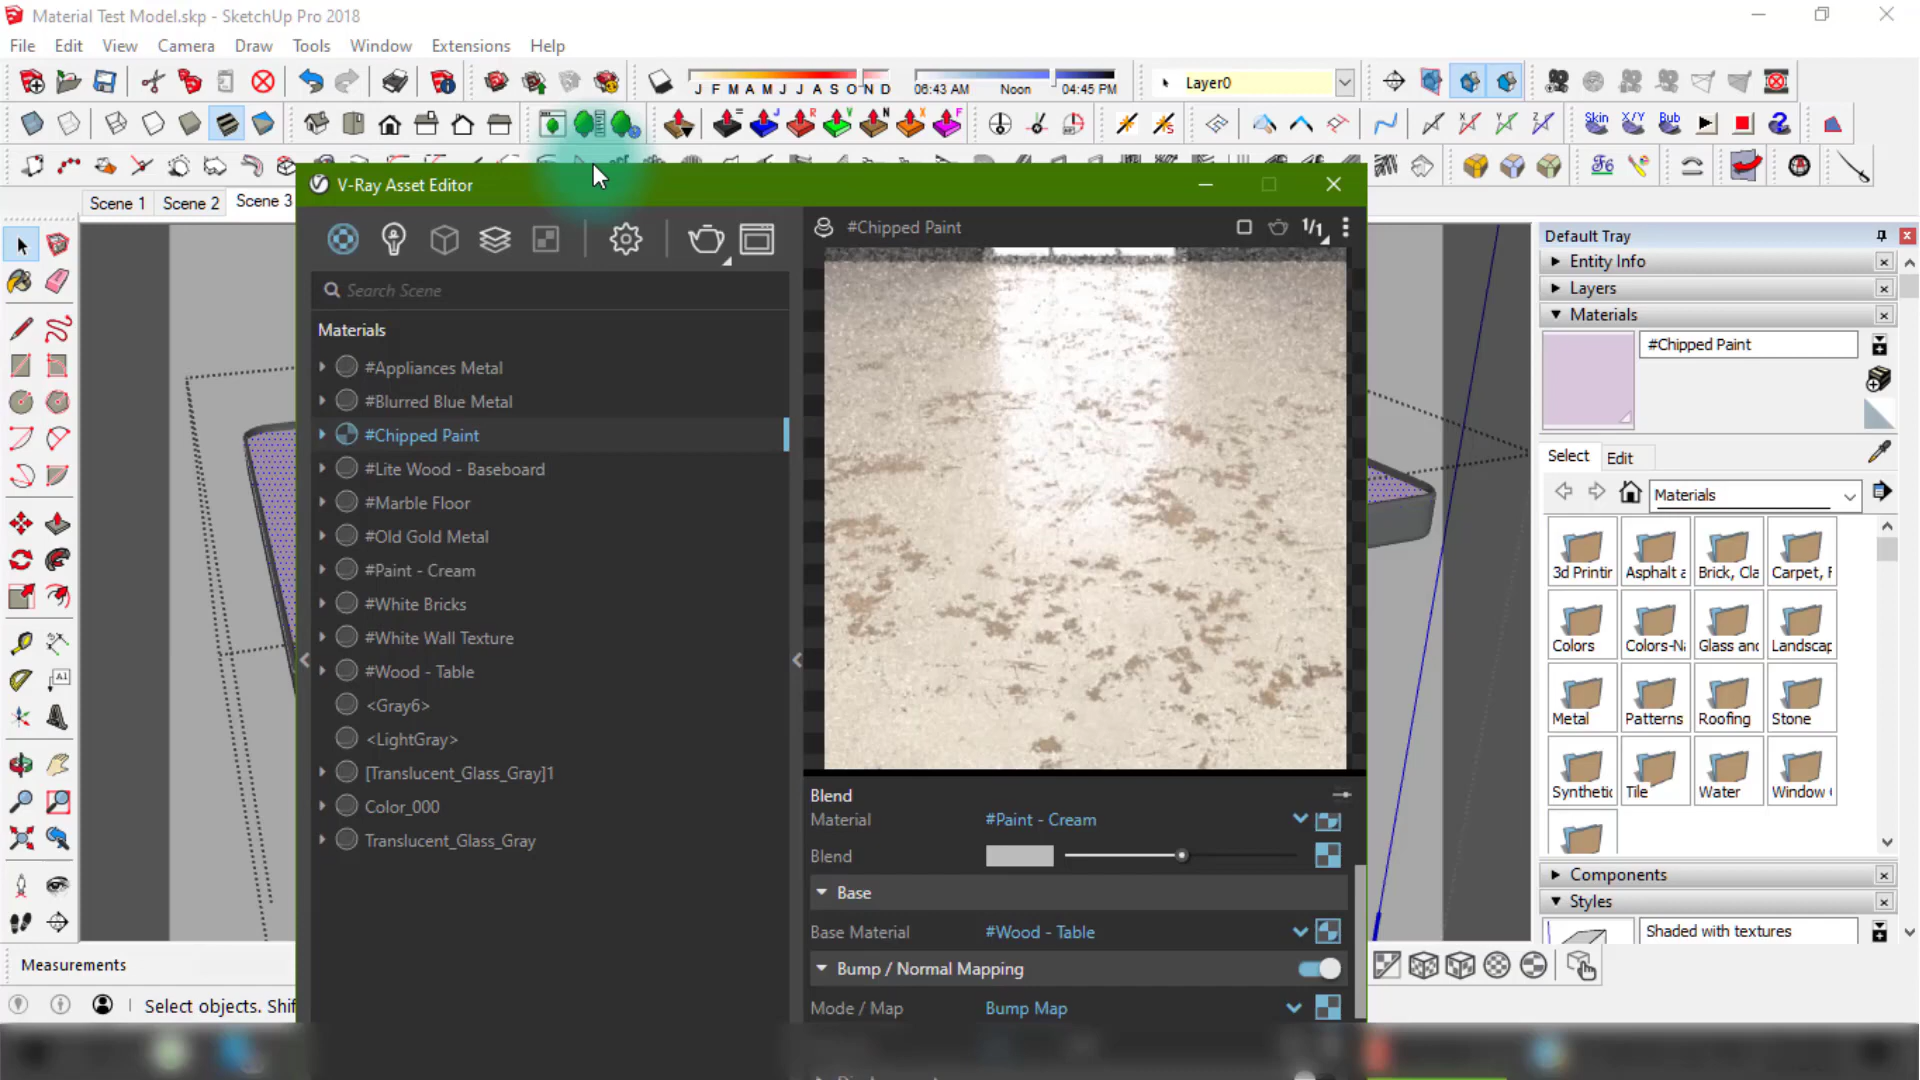 Material Test Model.skp - SketchUp Pro 2018
File Edit View Camera Draw Tools Window Extensions Help
J F M A M J J A S O N D 06:43 AM Noon 04:45 PM Layer0
Skin X/Y Bub
Scene 1 Scene 2 Scene 3
V-Ray Asset Editor
#Chipped Paint 1/1
Search Scene
Materials
#Appliances Metal
#Blurred Blue Metal
#Chipped Paint
#Lite Wood - Baseboard
#Marble Floor
#Old Gold Metal
#Paint - Cream
#White Bricks
#White Wall Texture
#Wood - Table
<Gray6>
<LightGray>
[Translucent_Glass_Gray]1
Color_000
Translucent_Glass_Gray
Blend
Material #Paint - Cream
Blend
Base
Base Material #Wood - Table
Bump / Normal Mapping
Mode / Map Bump Map
Default Tray
Entity Info
Layers
Materials
#Chipped Paint
Select Edit
Materials
3d Printir Asphalt a Brick, Cla Carpet, F
Colors Colors-Na Glass and Landscap
Metal Patterns Roofing Stone
Synthetic Tile Water Window
Components
Styles
Shaded with textures
Measurements
Select objects. Shif